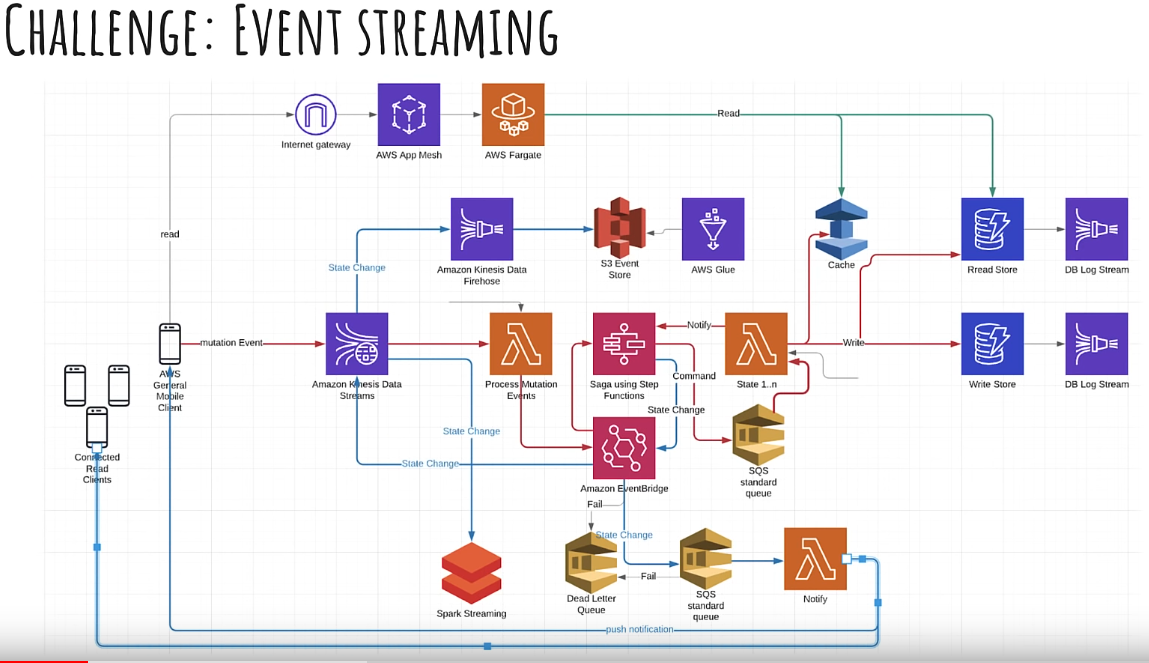 CHALLENGE: EVENT STREAMING
Internet gateway
AWS App Mesh
AWS Fargate
Read
read
State Change
Amazon Kinesis Data
Firehose
S3 Event
Store
AWS Glue
Cache
Rread Store
DB Log Stream
mutation Event
AWS
General
Mobile
Client
Amazon Kinesis Data
Streams
Process Mutation
Events
Saga using Step
Functions
Notify
State 1..n
Write
Write Store
DB Log Stream
Command
State Change
Connected
Read
Clients
State Change
State Change
Amazon EventBridge
SQS
standard
queue
Fail
State Change
Spark Streaming
Dead Letter
Queue
Fail
SQS
standard
queue
Notify
push notification